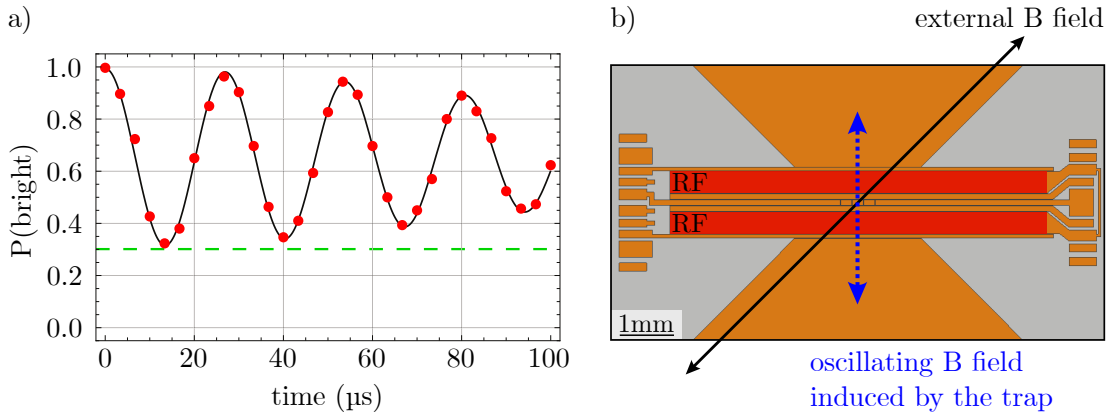 a)
P(bright)
1.0
0.8
0.6
0.4
0.2
0.0
0
20
40
60
80
100
time (µs)
b)
external B field
RF
RF
1mm
oscillating B field
induced by the trap